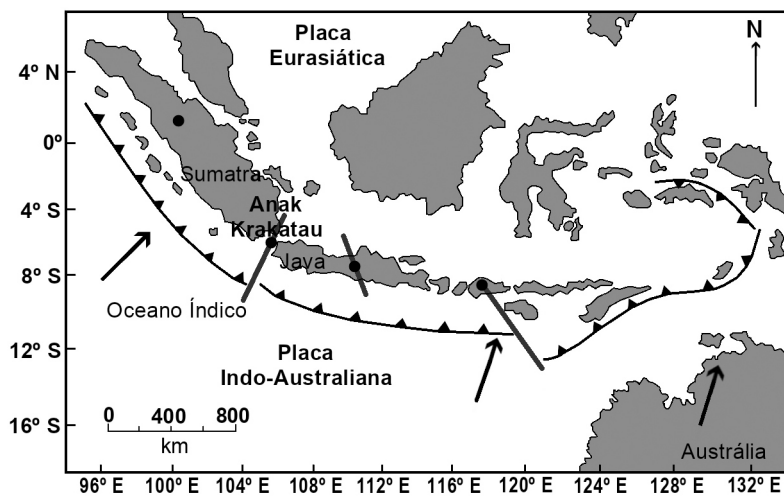 Placa
Eurasiática
N
4º N
0º
4º S
8º S
12º S
16º S
Sumatra
Anak
Krakatau
Java
Oceano Índico
Placa
Indo-Australiana
0 400 800
km
Austrália
96º E 100º E 104º E 108º E 112º E 116º E 120º E 124º E 128º E 132º E